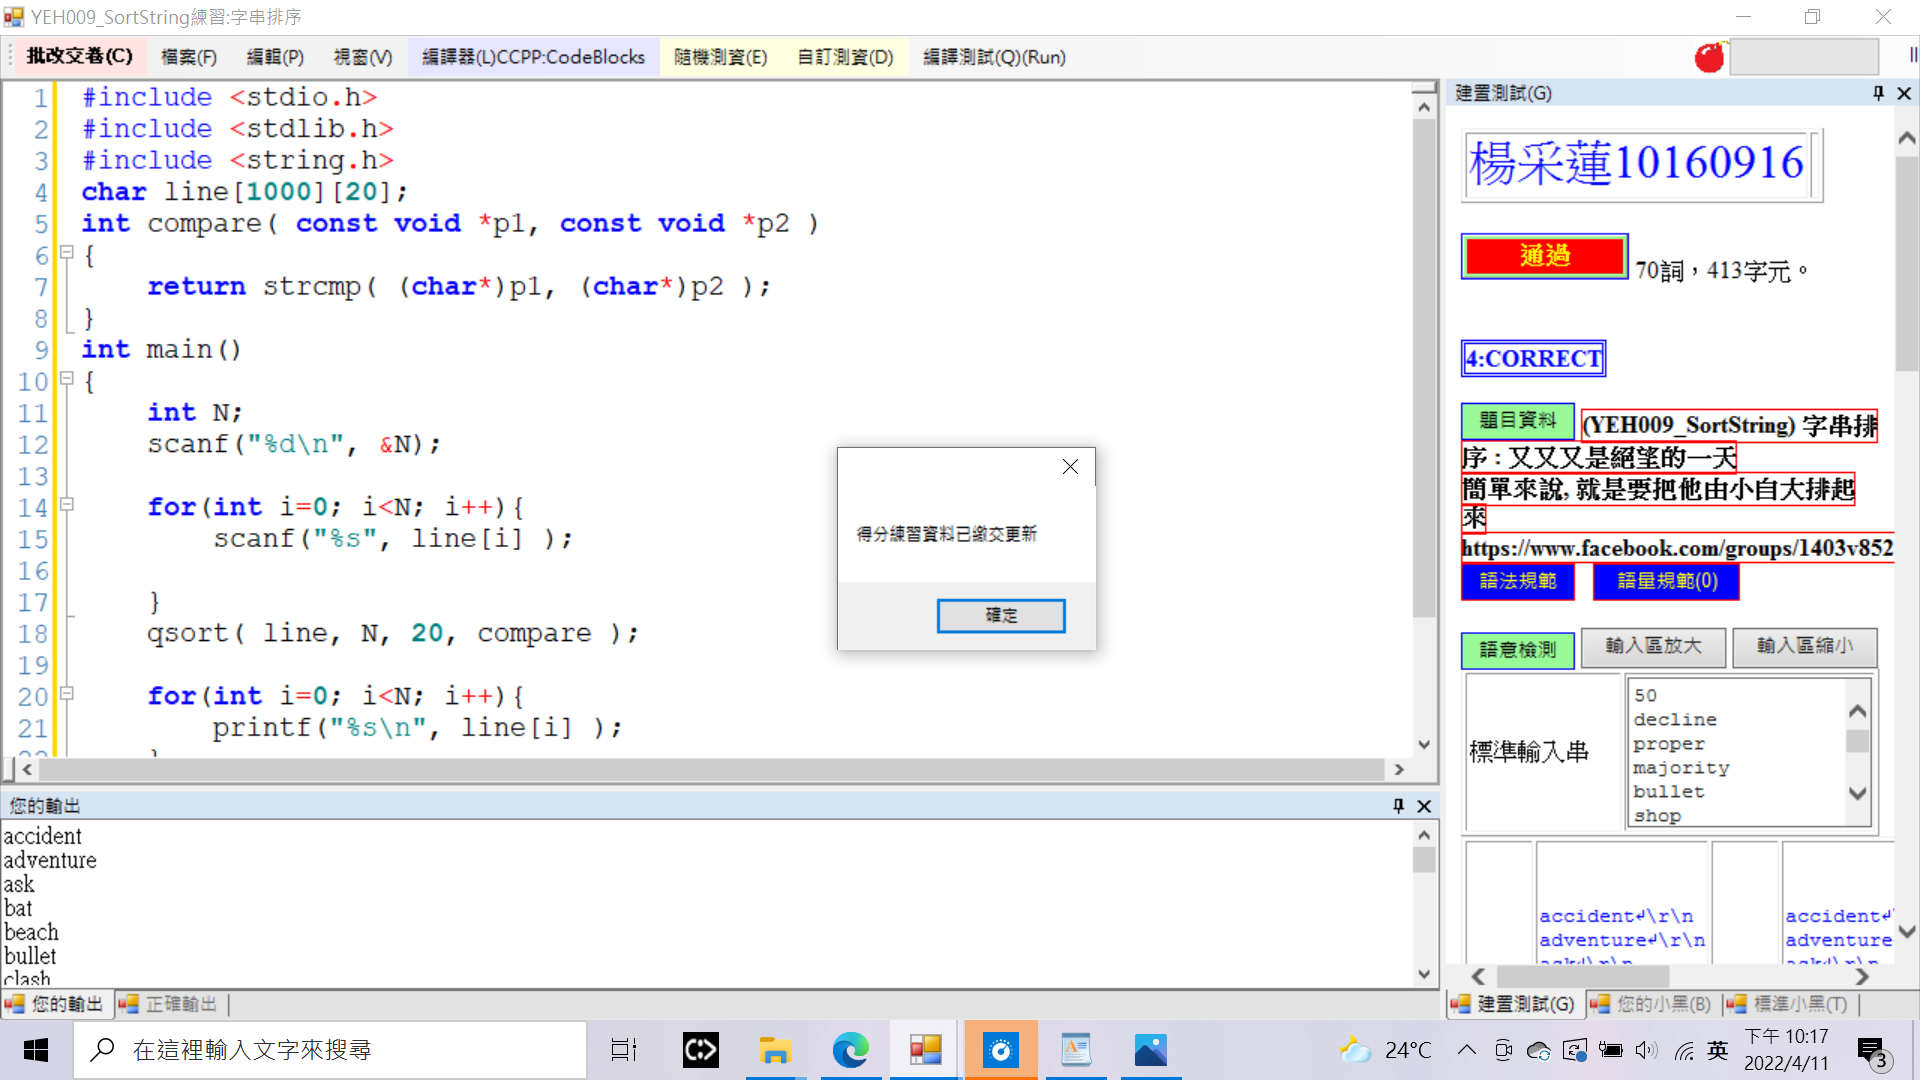 YEH009_SortString練習:字串排序
批改交卷(C) 檔案(F) 編輯(P) 視窗(V) 編譯器(L)CCPP:CodeBlocks 隨機測資(E) 自訂測資(D) 編譯測試(Q)(Run)
1 #include <stdio.h>
2 #include <stdlib.h>
3 #include <string.h>
4 char line[1000][20];
5 int compare( const void *p1, const void *p2 )
6 {
7 return strcmp( (char*)p1, (char*)p2 );
8 }
9 int main()
10 {
11 int N;
12 scanf("%d\n", &N);
13
14 for(int i=0; i<N; i++){
15 scanf("%s", line[i] );
16
17 }
18 qsort( line, N, 20, compare );
19
20 for(int i=0; i<N; i++){
21 printf("%s\n", line[i] );
得分練習資料已繳交更新
確定
您的輸出
accident
adventure
ask
bat
beach
bullet
clash
您的輸出 正確輸出
建置測試(G)
楊采蓮10160916
通過 70詞，413字元。
4:CORRECT
題目資料 (YEH009_SortString) 字串排
序 : 又又又是絕望的一天
簡單來說, 就是要把他由小自大排起
來
https://www.facebook.com/groups/1403v852
語法規範 語量規範(0)
語意檢測 輸入區放大 輸入區縮小
標準輸入串
50
decline
proper
majority
bullet
shop
accident↲\r\n accident↲
adventure↲\r\n adventure
ask↲\r\n ask↲\r\n
建置測試(G) 您的小黑(B) 標準小黑(T)
在這裡輸入文字來搜尋
24°C 英 下午 10:17
2022/4/11 3